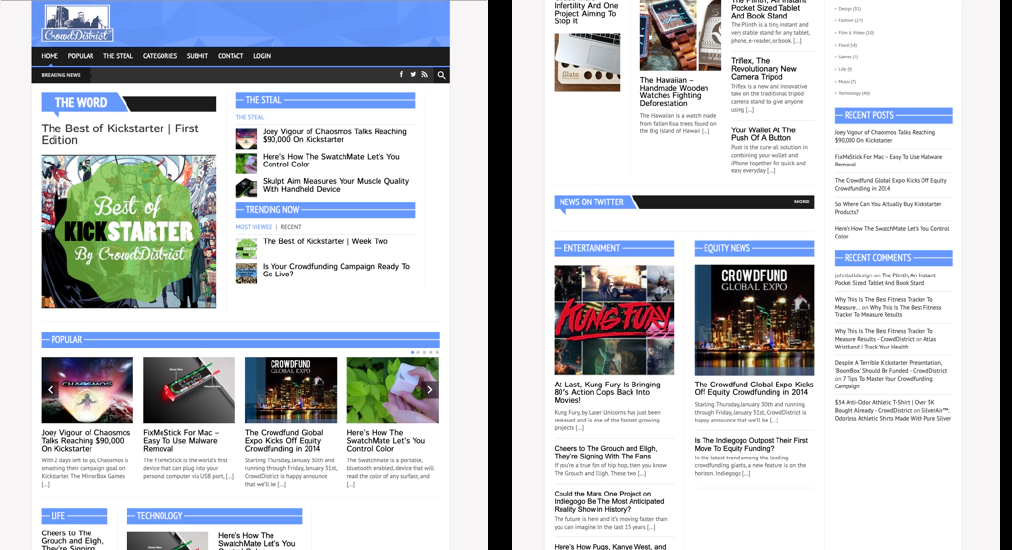 CrowdDistrict
HOME POPULAR THE STEAL CATEGORIES SUBMIT CONTACT LOGIN
BREAKING NEWS
THE WORD
The Best of Kickstarter | First
Edition
Best of
KICKSTARTER
By CrowdDistrict
THE STEAL
THE STEAL
Joey Vigour of Chaosmos Talks Reaching
$90,000 On Kickstarter
Here's How The SwatchMate Let's You
Control Color
Skulpt Aim Measures Your Muscle Quality
With Handheld Device
TRENDING NOW
MOST VIEWED | RECENT
The Best of Kickstarter | Week Two
Is Your Crowdfunding Campaign Ready To
Go Live?
POPULAR
CHAOSMOS
CROWDFUND
GLOBAL EXPO
Joey Vigour of Chaosmos
Talks Reaching $90,000
On Kickstarter
With 2 days left to go, Chaosmos is
smashing their campaign goal on
Kickstarter. The MirrorBox Games
[...]
FixMeStick For Mac –
Easy To Use Malware
Removal
The FixMeStick is the world's first
device that can plug into your
personal computer via USB port, [...]
The Crowdfund Global
Expo Kicks Off Equity
Crowdfunding in 2014
Starting Thursday, January 30th and
running through Friday, January 31st,
CrowdDistrict is happy announce
that we'll be [...]
Here's How The
SwatchMate Let's You
Control Color
The Swatchmate is a portable,
bluetooth enabled, device that will
read the color of any surface, and
[...]
LIFE
Cheers to The
Grouch and Eligh,
They're Signing
TECHNOLOGY
Here's How The
SwatchMate Let's You
Infertility And One
Project Aiming To
Stop It
Slate
The Hawaiian –
Handmade Wooden
Watches Fighting
Deforestation
The Hawaiian is a watch made
from fallen Koa trees found on
the Big Island of Hawaii [...]
The Plinth, An Instant
Pocket Sized Tablet
And Book Stand
The Plinth is a tiny, instant and
very stable stand for any tablet,
phone, e-reader, or book. [...]
Triflex, The
Revolutionary New
Camera Tripod
Triflex is a new and innovative
take on the traditional tripod
camera stand to give anyone
using [...]
Your Wallet At The
Push Of A Button
Push is the cure-all solution in
combining your wallet and
iPhone together for quick and
easy everyday [...]
NEWS ON TWITTER
MORE
ENTERTAINMENT
KUNG FURY
At Last, Kung Fury Is Bringing
80's Action Cops Back Into
Movies!
Kung Fury, by Laser Unicorns has just been
released and is one of the fastest growing
projects [...]
Cheers to The Grouch and Eligh,
They're Signing With The Fans
If you're a true fan of hip hop, then you know
The Grouch and Eligh. These two [...]
Could the Mars One Project on
Indiegogo Be The Most Anticipated
Reality Show in History?
The future is here and it's moving faster than
you can imagine. In the last 15 years [...]
Here's How Pugs, Kanye West, and
EQUITY NEWS
CROWDFUND
GLOBAL EXPO
The Crowdfund Global Expo Kicks
Off Equity Crowdfunding in 2014
Starting Thursday, January 30th and running
through Friday, January 31st, CrowdDistrict is
happy announce that we'll be [...]
Is The Indiegogo Outpost Their First
Move To Equity Funding?
In the latest trend among the leading
crowdfunding giants, a new feature is on the
horizon. Indiegogo [...]
Design (31)
Fashion (27)
Film & Video (10)
Food (14)
Game (7)
Music (7)
Technology (40)
RECENT POSTS
Joey Vigour of Chaosmos Talks Reaching
$90,000 On Kickstarter
FixMeStick For Mac – Easy To Use Malware
Removal
The Crowdfund Global Expo Kicks Off Equity
Crowdfunding in 2014
So Where Can You Actually Buy Kickstarter
Products?
Here's How The SwatchMate Let's You Control
Color
RECENT COMMENTS
johnbulldesign on The Plinth, An Instant
Pocket Sized Tablet And Book Stand
Why This Is The Best Fitness Tracker To
Measure... on Why This Is The Best Fitness
Tracker To Measure Results
Why This Is The Best Fitness Tracker To
Measure Results - CrowdDistrict on Atlas
Wristband | Track Your Health
Despite A Terrible Kickstarter Presentation,
'BoonBox' Should Be Funded - CrowdDistrict
on 7 Tips To Master Your Crowdfunding
Campaign
$34 Anti-Odor Athletic T-Shirt | Over 3K
Bought Already - CrowdDistrict on SilverAir™:
Odorless Athletic Shirts Made With Pure Silver